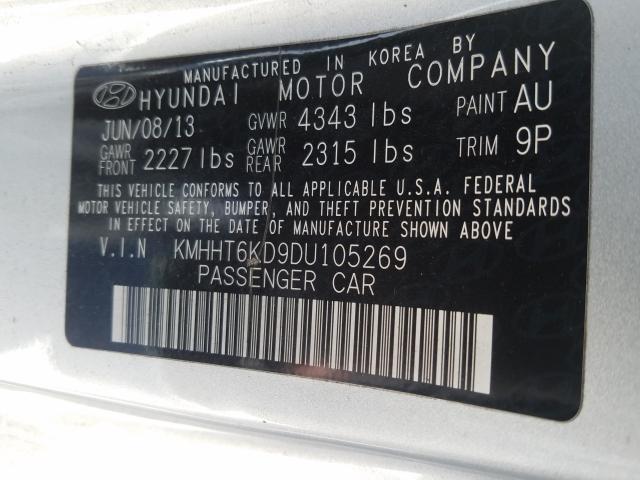 MANUFACTURED IN KOREA BY
HYUNDAI MOTOR COMPANY
JUN/08/13 GVWR 4343 lbs PAINT AU
GAWR FRONT 2227 lbs GAWR REAR 2315 lbs TRIM 9P
THIS VEHICLE CONFORMS TO ALL APPLICABLE U.S.A. FEDERAL
MOTOR VEHICLE SAFETY, BUMPER, AND THEFT PREVENTION STANDARDS
IN EFFECT ON THE DATE OF MANUFACTURE SHOWN ABOVE.
V.I.N KMHHT6KD9DU105269
PASSENGER CAR